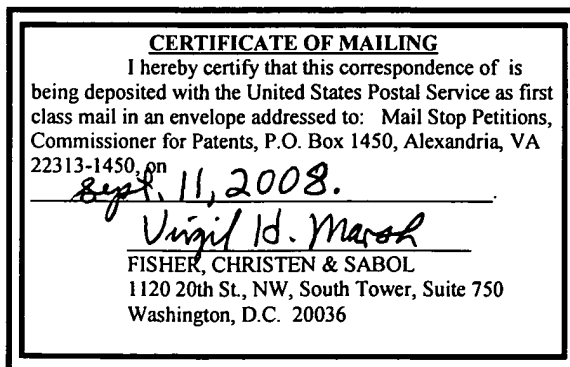 CERTIFICATE OF MAILING
I hereby certify that this correspondence of is
being deposited with the United States Postal Service as first
class mail in an envelope addressed to: Mail Stop Petitions,
Commissioner for Patents, P.O. Box 1450, Alexandria, VA
22313-1450, on
Sept. 11, 2008.
Virgil H. Marsh
FISHER, CHRISTEN & SABOL
1120 20th St., NW, South Tower, Suite 750
Washington, D.C. 20036